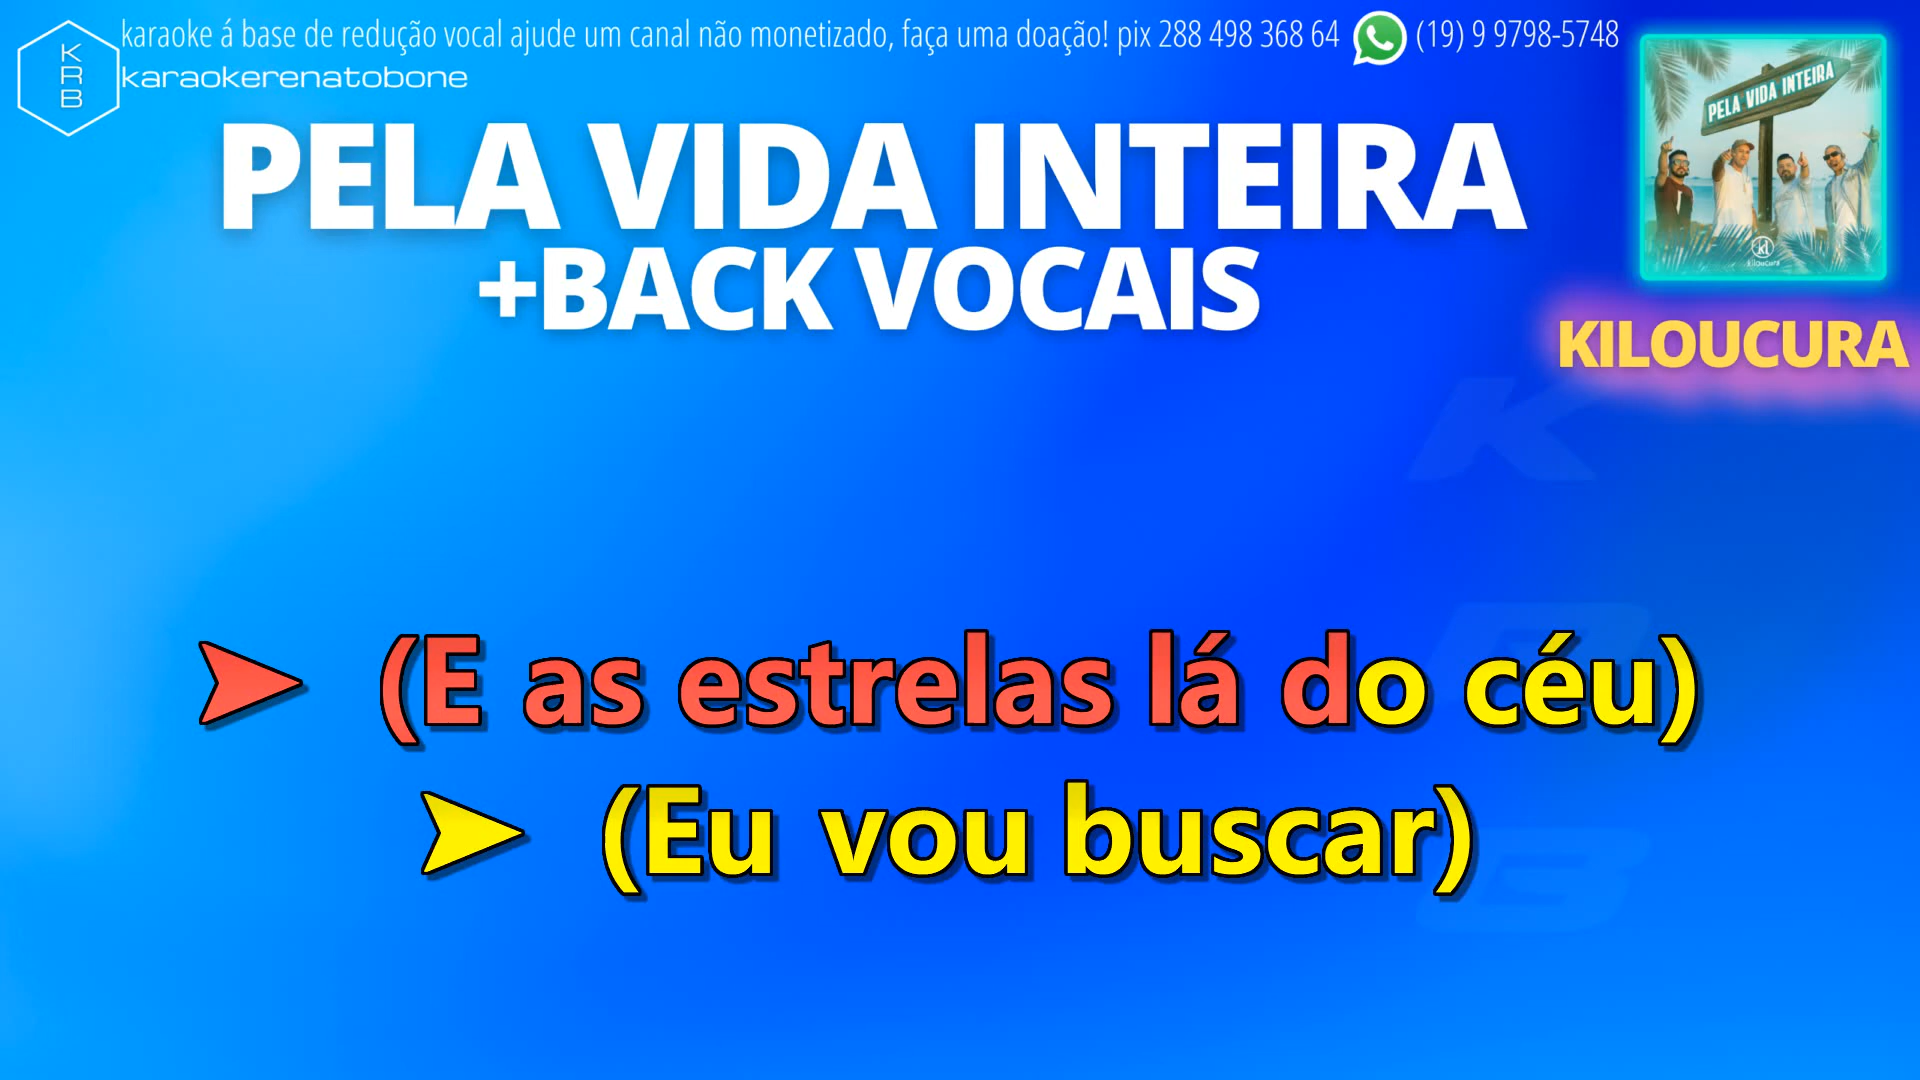 karaoke á base de redução vocal ajude um canal não monetizado, faça uma doação! pix 288 498 368 64 (19) 9 9798-5748
KRB
karaokerenatobone
PELA VIDA INTEIRA
+BACK VOCAIS
PELA VIDA INTEIRA
kl
kiloucura
KILOUCURA
K
R
B
➤ (E as estrelas lá do céu)
➤ (Eu vou buscar)